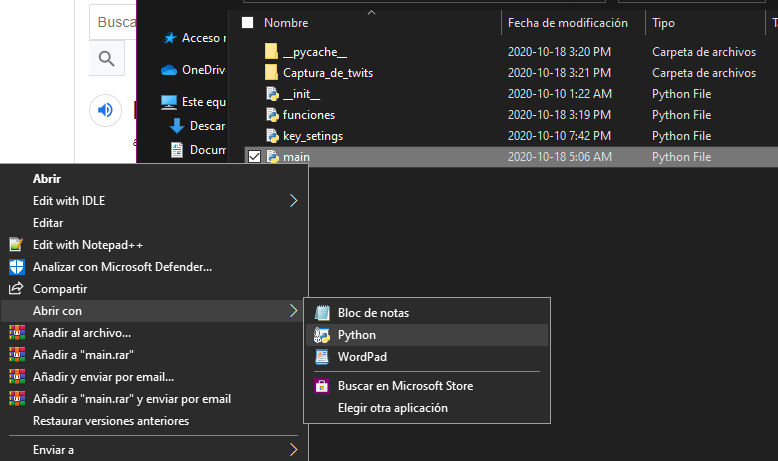 Busca
Nombre
Fecha de modificación
Tipo
Acceso r
OneDriv
Este equi
Descar
Docum
__pycache__
2020-10-18 3:20 PM
Carpeta de archivos
Captura_de_twits
2020-10-18 3:21 PM
Carpeta de archivos
__init__
2020-10-10 1:22 AM
Python File
funciones
2020-10-18 3:19 PM
Python File
key_setings
2020-10-10 7:42 PM
Python File
main
2020-10-18 5:06 AM
Python File
Abrir
Edit with IDLE
Editar
Edit with Notepad++
Analizar con Microsoft Defender...
Compartir
Abrir con
Añadir al archivo...
Añadir a "main.rar"
Añadir y enviar por email...
Añadir a "main.rar" y enviar por email
Restaurar versiones anteriores
Enviar a
Bloc de notas
Python
WordPad
Buscar en Microsoft Store
Elegir otra aplicación